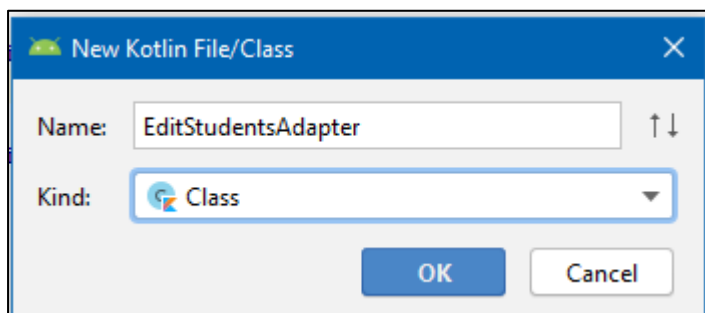 New Kotlin File/Class
Name: EditStudentsAdapter
Kind: Class
OK Cancel